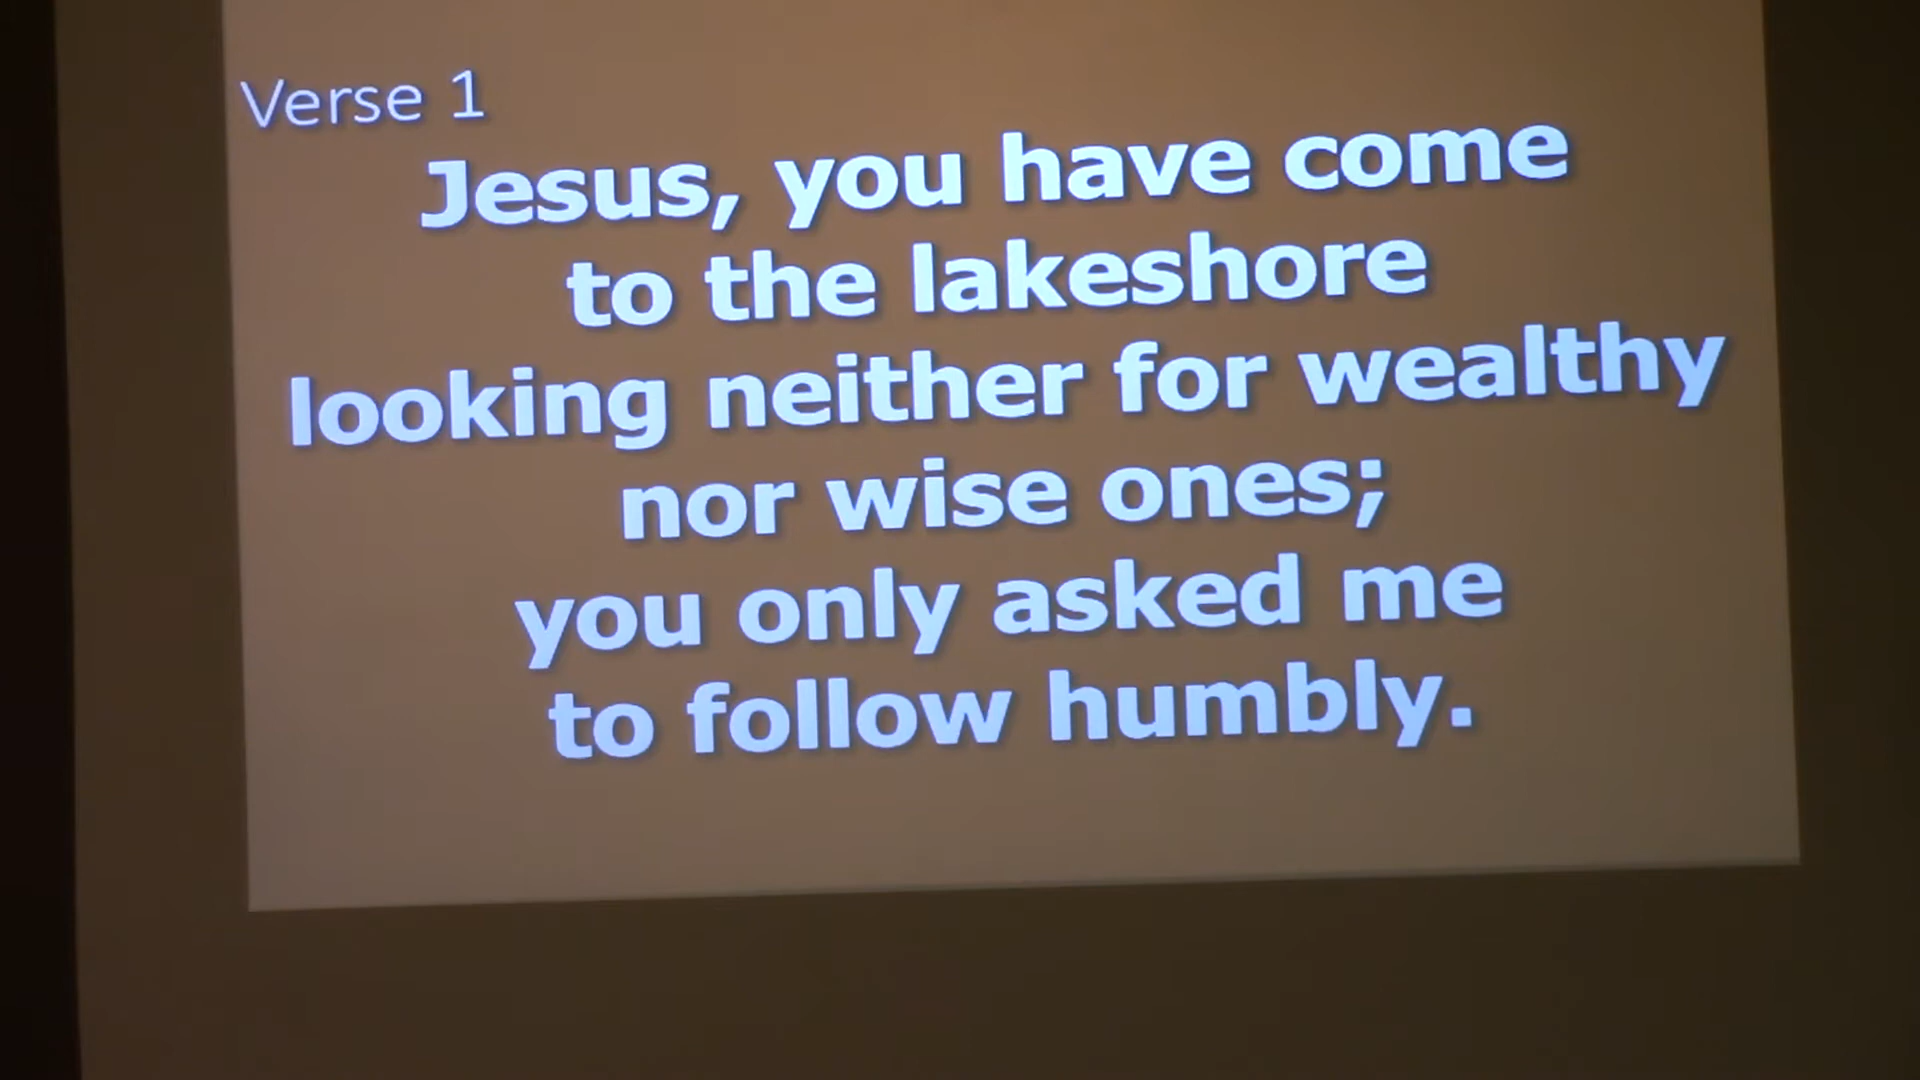 Verse 1
Jesus, you have come
to the lakeshore
looking neither for wealthy
nor wise ones;
you only asked me
to follow humbly.